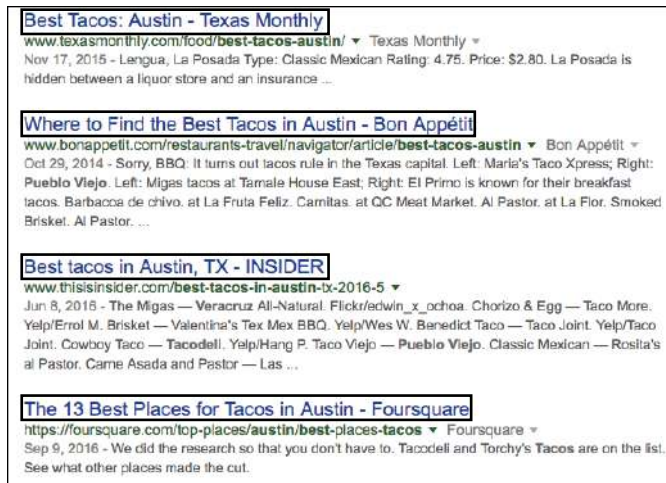 Best Tacos: Austin - Texas Monthly
www.texasmonthly.com/food/best-tacos-austin/ ▾ Texas Monthly ▾
Nov 17, 2015 - Lengua, La Posada Type: Classic Mexican Rating: 4.75. Price: $2.80. La Posada is
hidden between a liquor store and an insurance ...
Where to Find the Best Tacos in Austin - Bon Appétit
www.bonappetit.com/restaurants-travel/navigator/article/best-tacos-austin ▾ Bon Appétit ▾
Oct 29, 2014 - Sorry, BBQ: It turns out tacos rule in the Texas capital. Left: Maria's Taco Xpress; Right:
Pueblo Viejo. Left: Migas tacos at Tamale House East; Right: El Primo is known for their breakfast
tacos. Barbacoa de chivo. at La Fruta Feliz. Carnitas. at QC Meat Market. Al Pastor. at La Flor. Smoked
Brisket. Al Pastor. ...
Best tacos in Austin, TX - INSIDER
www.thisisinsider.com/best-tacos-in-austin-tx-2016-5 ▾
Jun 8, 2016 - The Migas — Veracruz All-Natural. Flickr/edwin_x_ochoa. Chorizo & Egg — Taco More.
Yelp/Errol M. Brisket — Valentina's Tex Mex BBQ. Yelp/Wes W. Benedict Taco — Taco Joint. Yelp/Taco
Joint. Cowboy Taco — Tacodeli. Yelp/Hang P. Taco Viejo — Pueblo Viejo. Classic Mexican — Rosita's
al Pastor. Carne Asada and Pastor — Las ...
The 13 Best Places for Tacos in Austin - Foursquare
https://foursquare.com/top-places/austin/best-places-tacos ▾ Foursquare ▾
Sep 9, 2016 - We did the research so that you don't have to. Tacodeli and Torchy's Tacos are on the list.
See what other places made the cut.